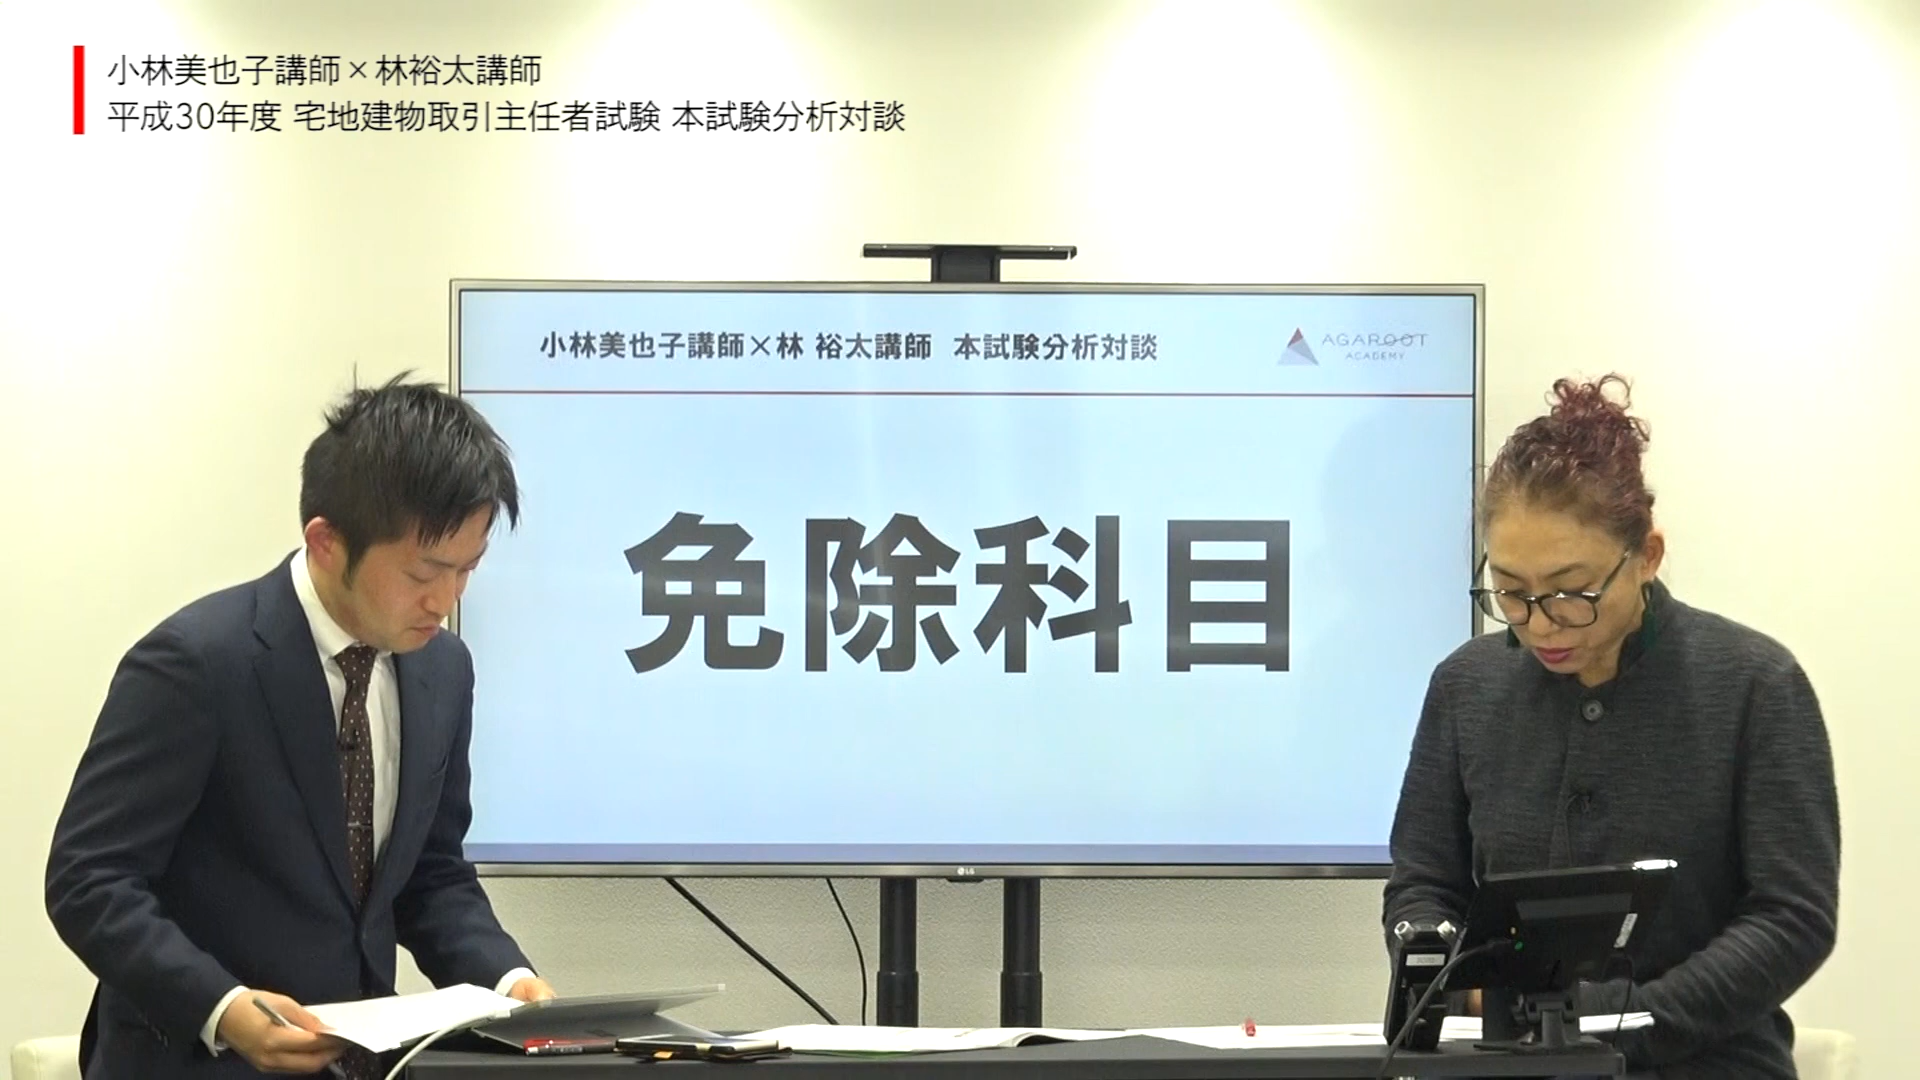 小林美也子講師×林裕太講師
平成30年度 宅地建物取引主任者試験 本試験分析対談
小林美也子講師×林 裕太講師 本試験分析対談
AGAROOT
ACADEMY
免除科目
LG